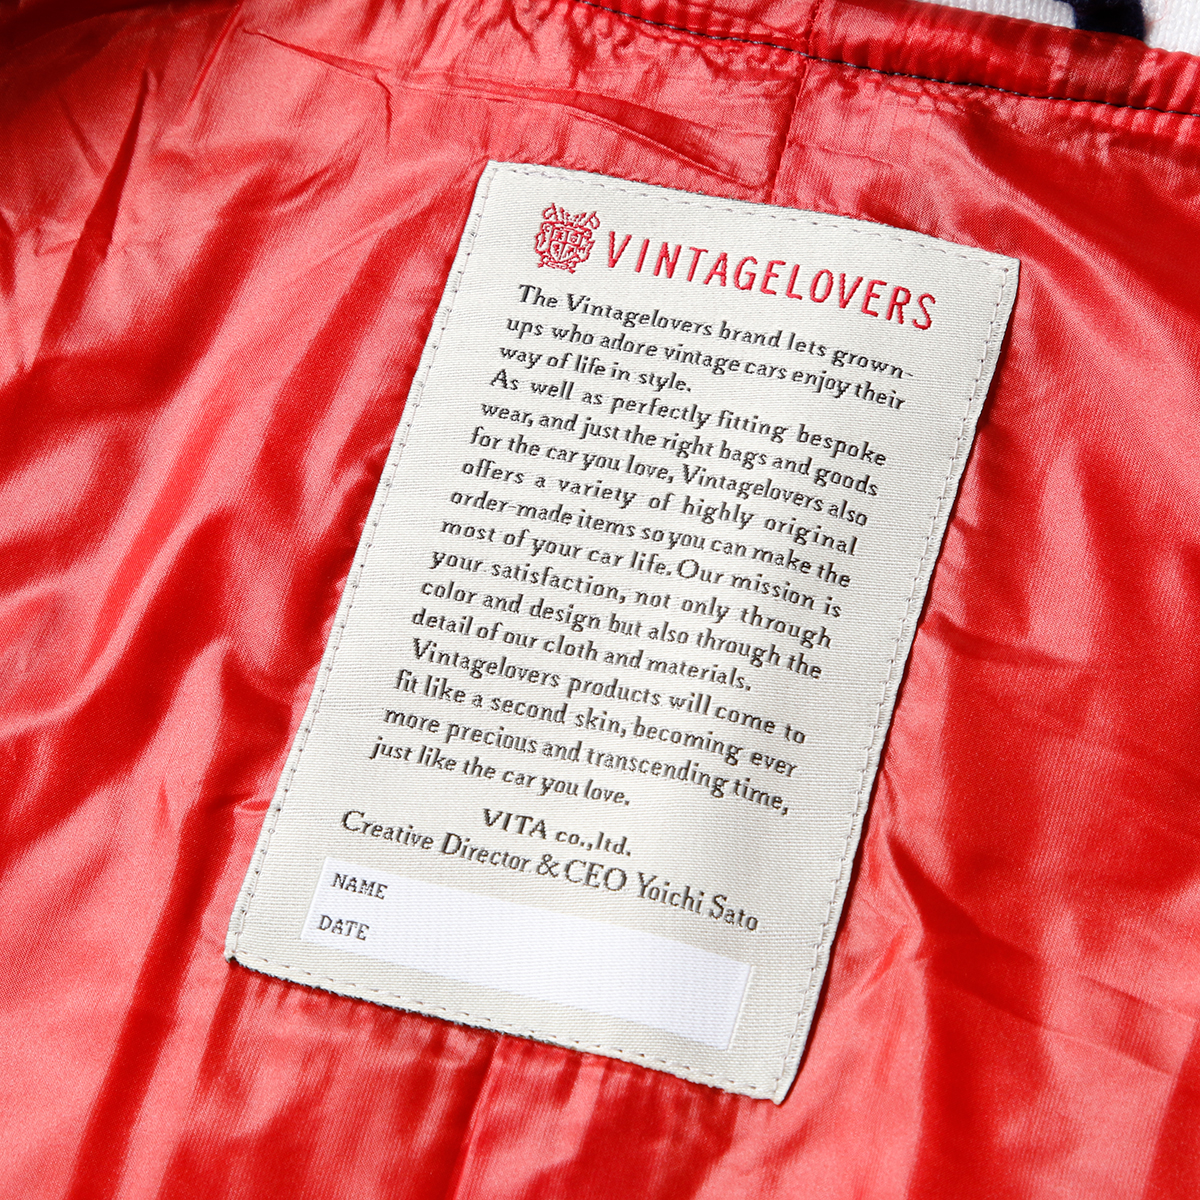 VINTAGELOVERS
The Vintagelovers brand lets grown-
ups who adore vintage cars enjoy their
way of life in style.
As well as perfectly fitting bespoke
wear, and just the right bags and goods
for the car you love, Vintagelovers also
offers a variety of highly original
order-made items so you can make the
most of your car life. Our mission is
your satisfaction, not only through
color and design but also through the
detail of our cloth and materials.
Vintagelovers products will come to
fit like a second skin, becoming ever
more precious and transcending time,
just like the car you love.
VITA co.,ltd.
Creative Director & CEO Yoichi Sato
NAME
DATE